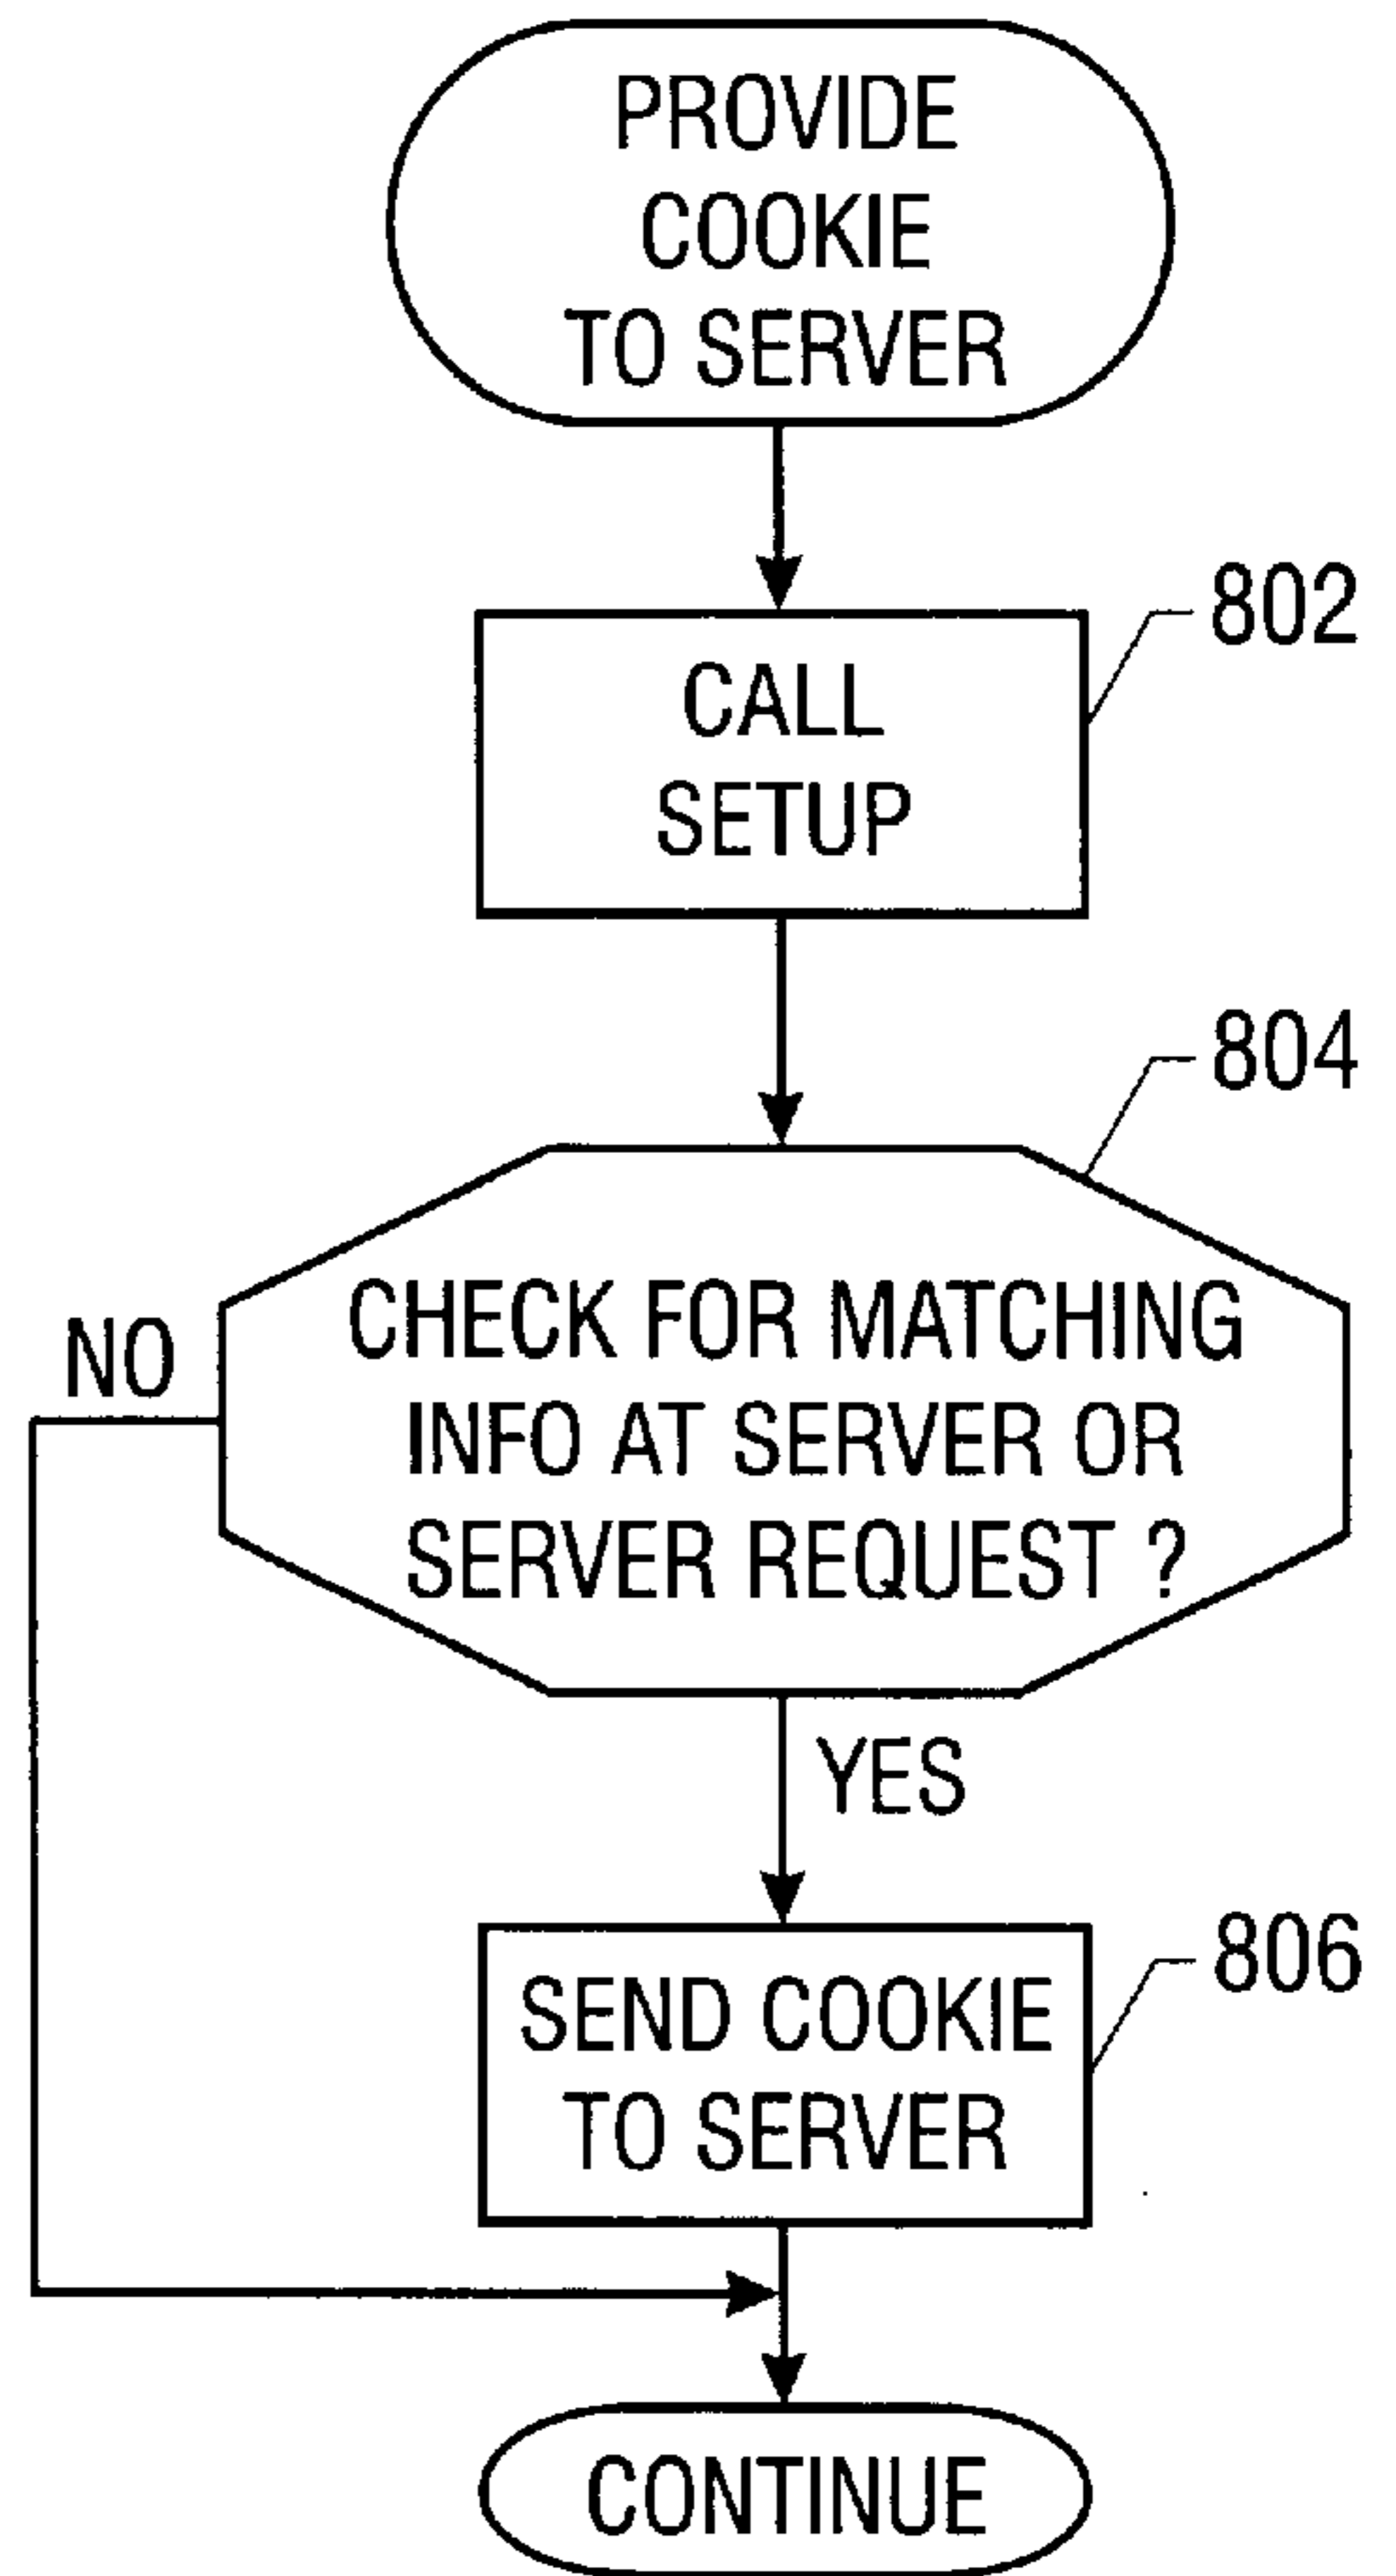 PROVIDE
COOKIE
TO SERVER
802
CALL
SETUP
804
CHECK FOR MATCHING
INFO AT SERVER OR
SERVER REQUEST ?
NO
YES
806
SEND COOKIE
TO SERVER
CONTINUE